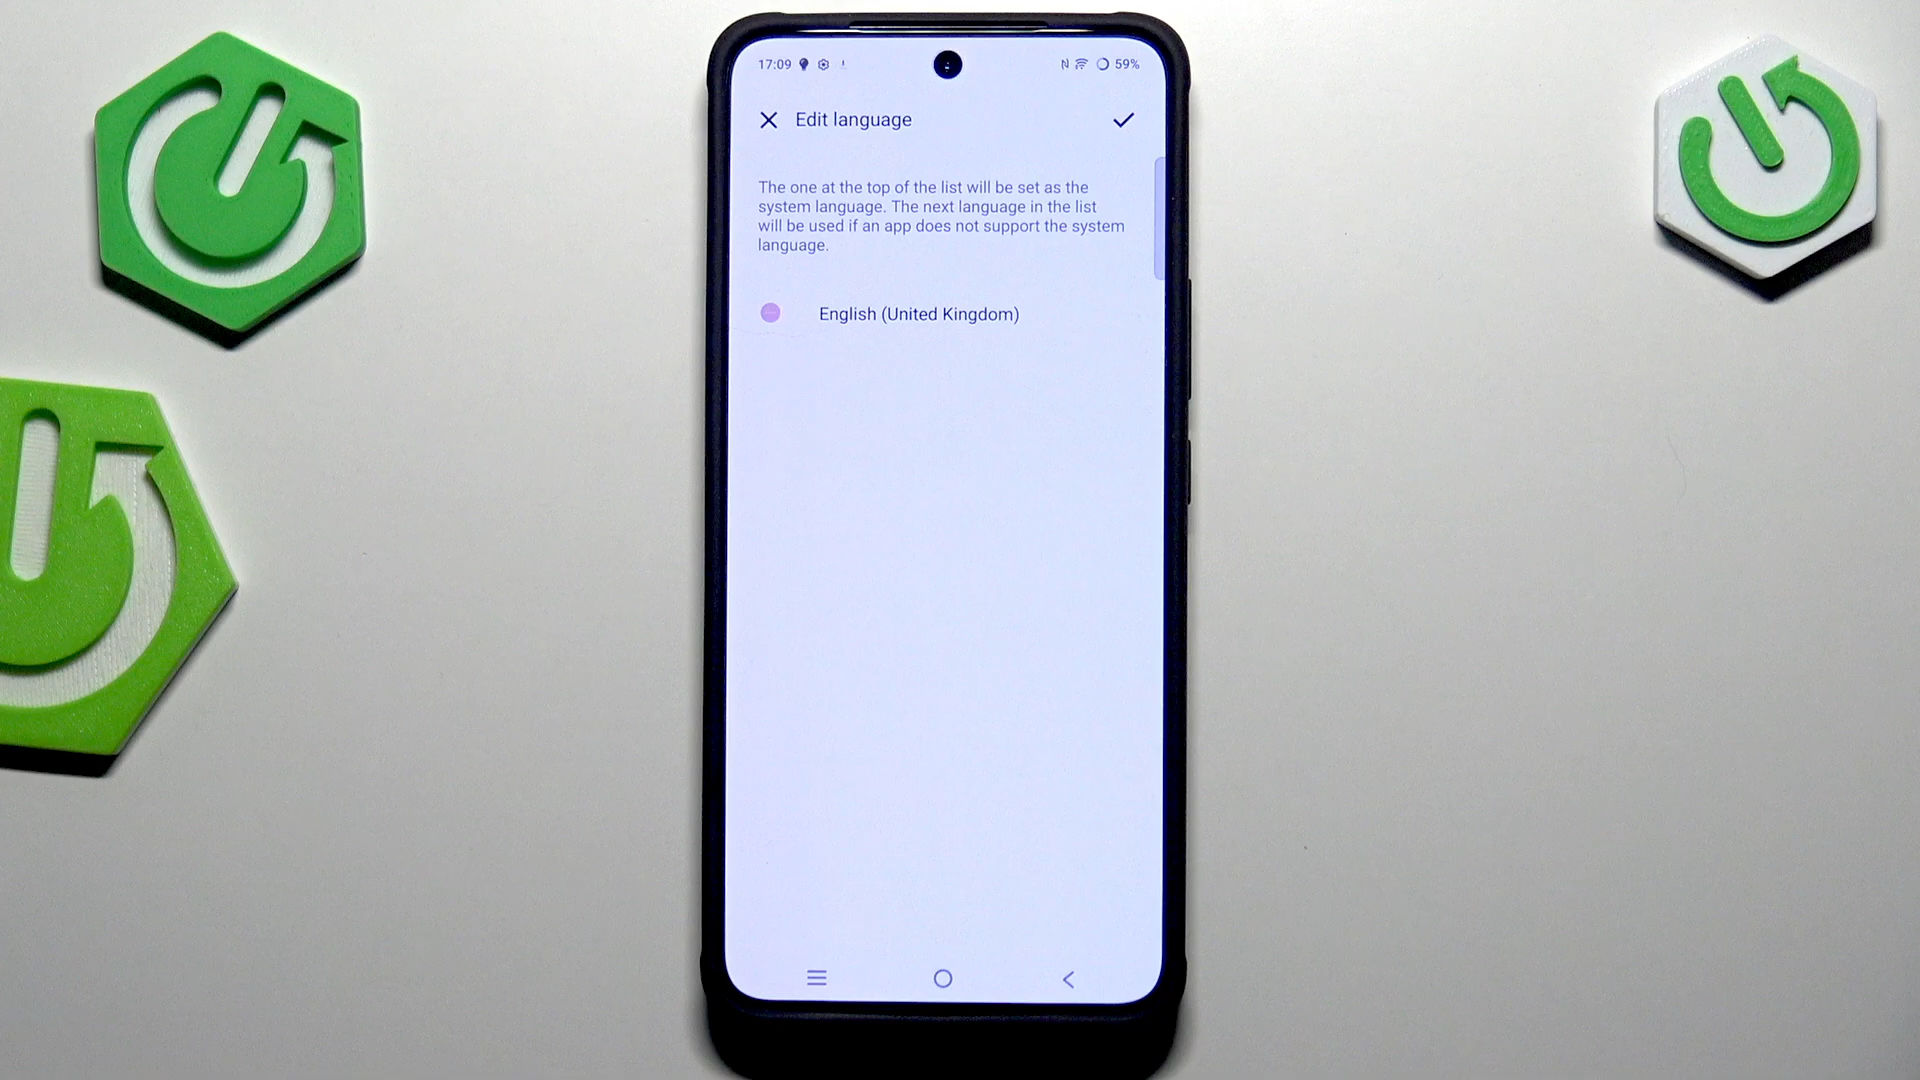 17:09
59%
Edit language
The one at the top of the list will be set as the
system language. The next language in the list
will be used if an app does not support the system
language.
English (United Kingdom)